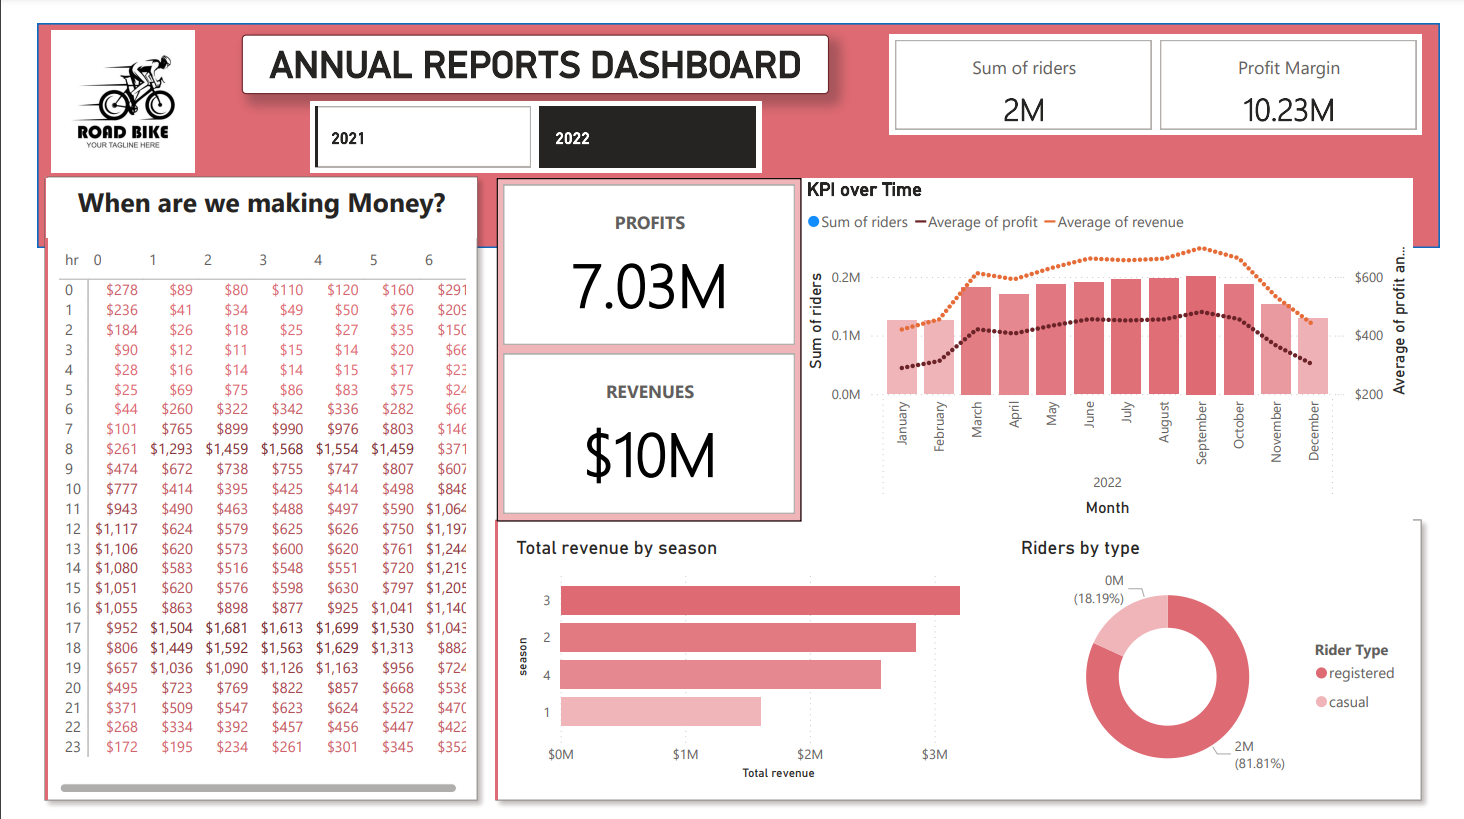 ROAD BIKE
YOUR TAGLINE HERE
ANNUAL REPORTS DASHBOARD
2021
2022
Sum of riders
2M
Profit Margin
10.23M
When are we making Money?
hr 0 1 2 3 4 5 6
0 $278 $89 $80 $110 $120 $160 $291
1 $236 $41 $34 $49 $50 $76 $209
2 $184 $26 $18 $25 $27 $35 $150
3 $90 $12 $11 $15 $14 $20 $66
4 $28 $16 $14 $14 $15 $17 $23
5 $25 $69 $75 $86 $83 $75 $24
6 $44 $260 $322 $342 $336 $282 $66
7 $101 $765 $899 $990 $976 $803 $146
8 $261 $1,293 $1,459 $1,568 $1,554 $1,459 $371
9 $474 $672 $738 $755 $747 $807 $607
10 $777 $414 $395 $425 $414 $498 $848
11 $943 $490 $463 $488 $497 $590 $1,064
12 $1,117 $624 $579 $625 $626 $750 $1,197
13 $1,106 $620 $573 $600 $620 $761 $1,244
14 $1,080 $583 $516 $548 $551 $720 $1,219
15 $1,051 $620 $576 $598 $630 $797 $1,205
16 $1,055 $863 $898 $877 $925 $1,041 $1,140
17 $952 $1,504 $1,681 $1,613 $1,699 $1,530 $1,043
18 $806 $1,449 $1,592 $1,563 $1,629 $1,313 $882
19 $657 $1,036 $1,090 $1,126 $1,163 $956 $724
20 $495 $723 $769 $822 $857 $668 $538
21 $371 $509 $547 $623 $624 $522 $470
22 $268 $334 $392 $457 $456 $447 $422
23 $172 $195 $234 $261 $301 $345 $352
PROFITS
7.03M
REVENUES
$10M
KPI over Time
Sum of riders Average of profit Average of revenue
Sum of riders
0.2M
0.1M
0.0M
$600
$400
$200
Average of profit an...
January February March April May June July August September October November December
2022
Month
Total revenue by season
season
3
2
4
1
$0M $1M $2M $3M
Total revenue
Riders by type
0M
(18.19%)
2M
(81.81%)
Rider Type
registered
casual